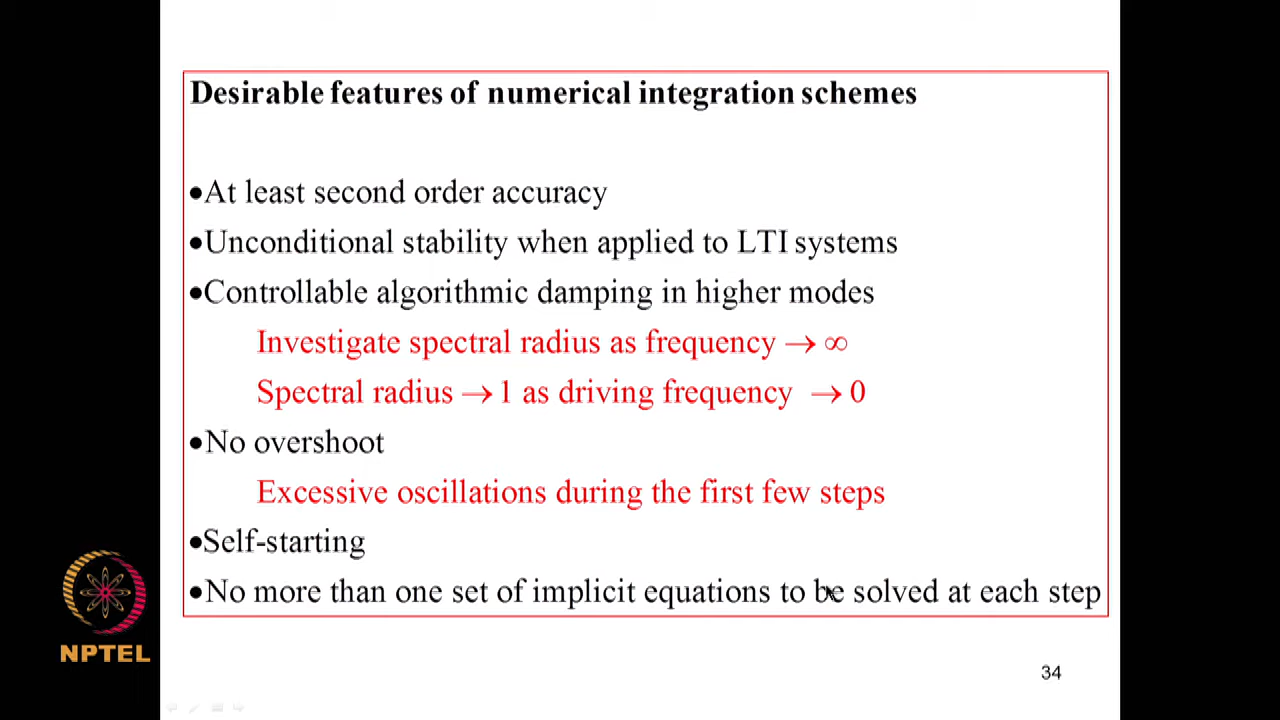 Desirable features of numerical integration schemes
•At least second order accuracy
•Unconditional stability when applied to LTI systems
•Controllable algorithmic damping in higher modes
Investigate spectral radius as frequency → ∞
Spectral radius → 1 as driving frequency → 0
•No overshoot
Excessive oscillations during the first few steps
•Self-starting
•No more than one set of implicit equations to be solved at each step
NPTEL
34